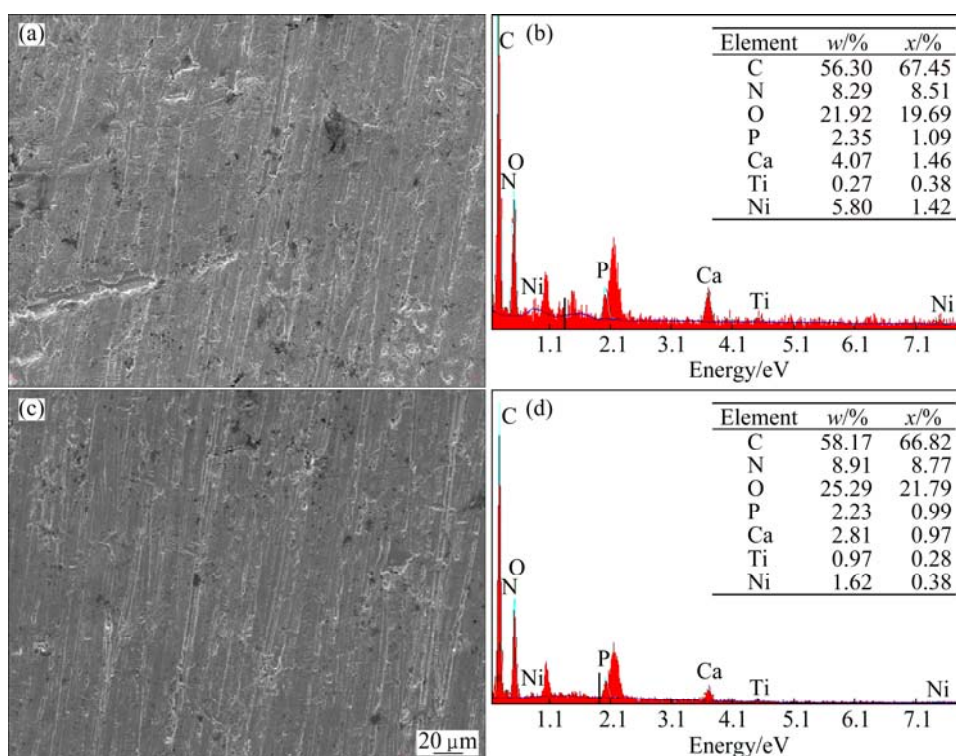 (a)
(b)
C
O
N
Ni
P
Ca
Ti
Ni
Element w/% x/%
C 56.30 67.45
N 8.29 8.51
O 21.92 19.69
P 2.35 1.09
Ca 4.07 1.46
Ti 0.27 0.38
Ni 5.80 1.42
1.1 2.1 3.1 4.1 5.1 6.1 7.1
Energy/eV
(c)
20 μm
(d)
C
O
N
Ni
P
Ca
Ti
Ni
Element w/% x/%
C 58.17 66.82
N 8.91 8.77
O 25.29 21.79
P 2.23 0.99
Ca 2.81 0.97
Ti 0.97 0.28
Ni 1.62 0.38
1.1 2.1 3.1 4.1 5.1 6.1 7.1
Energy/eV